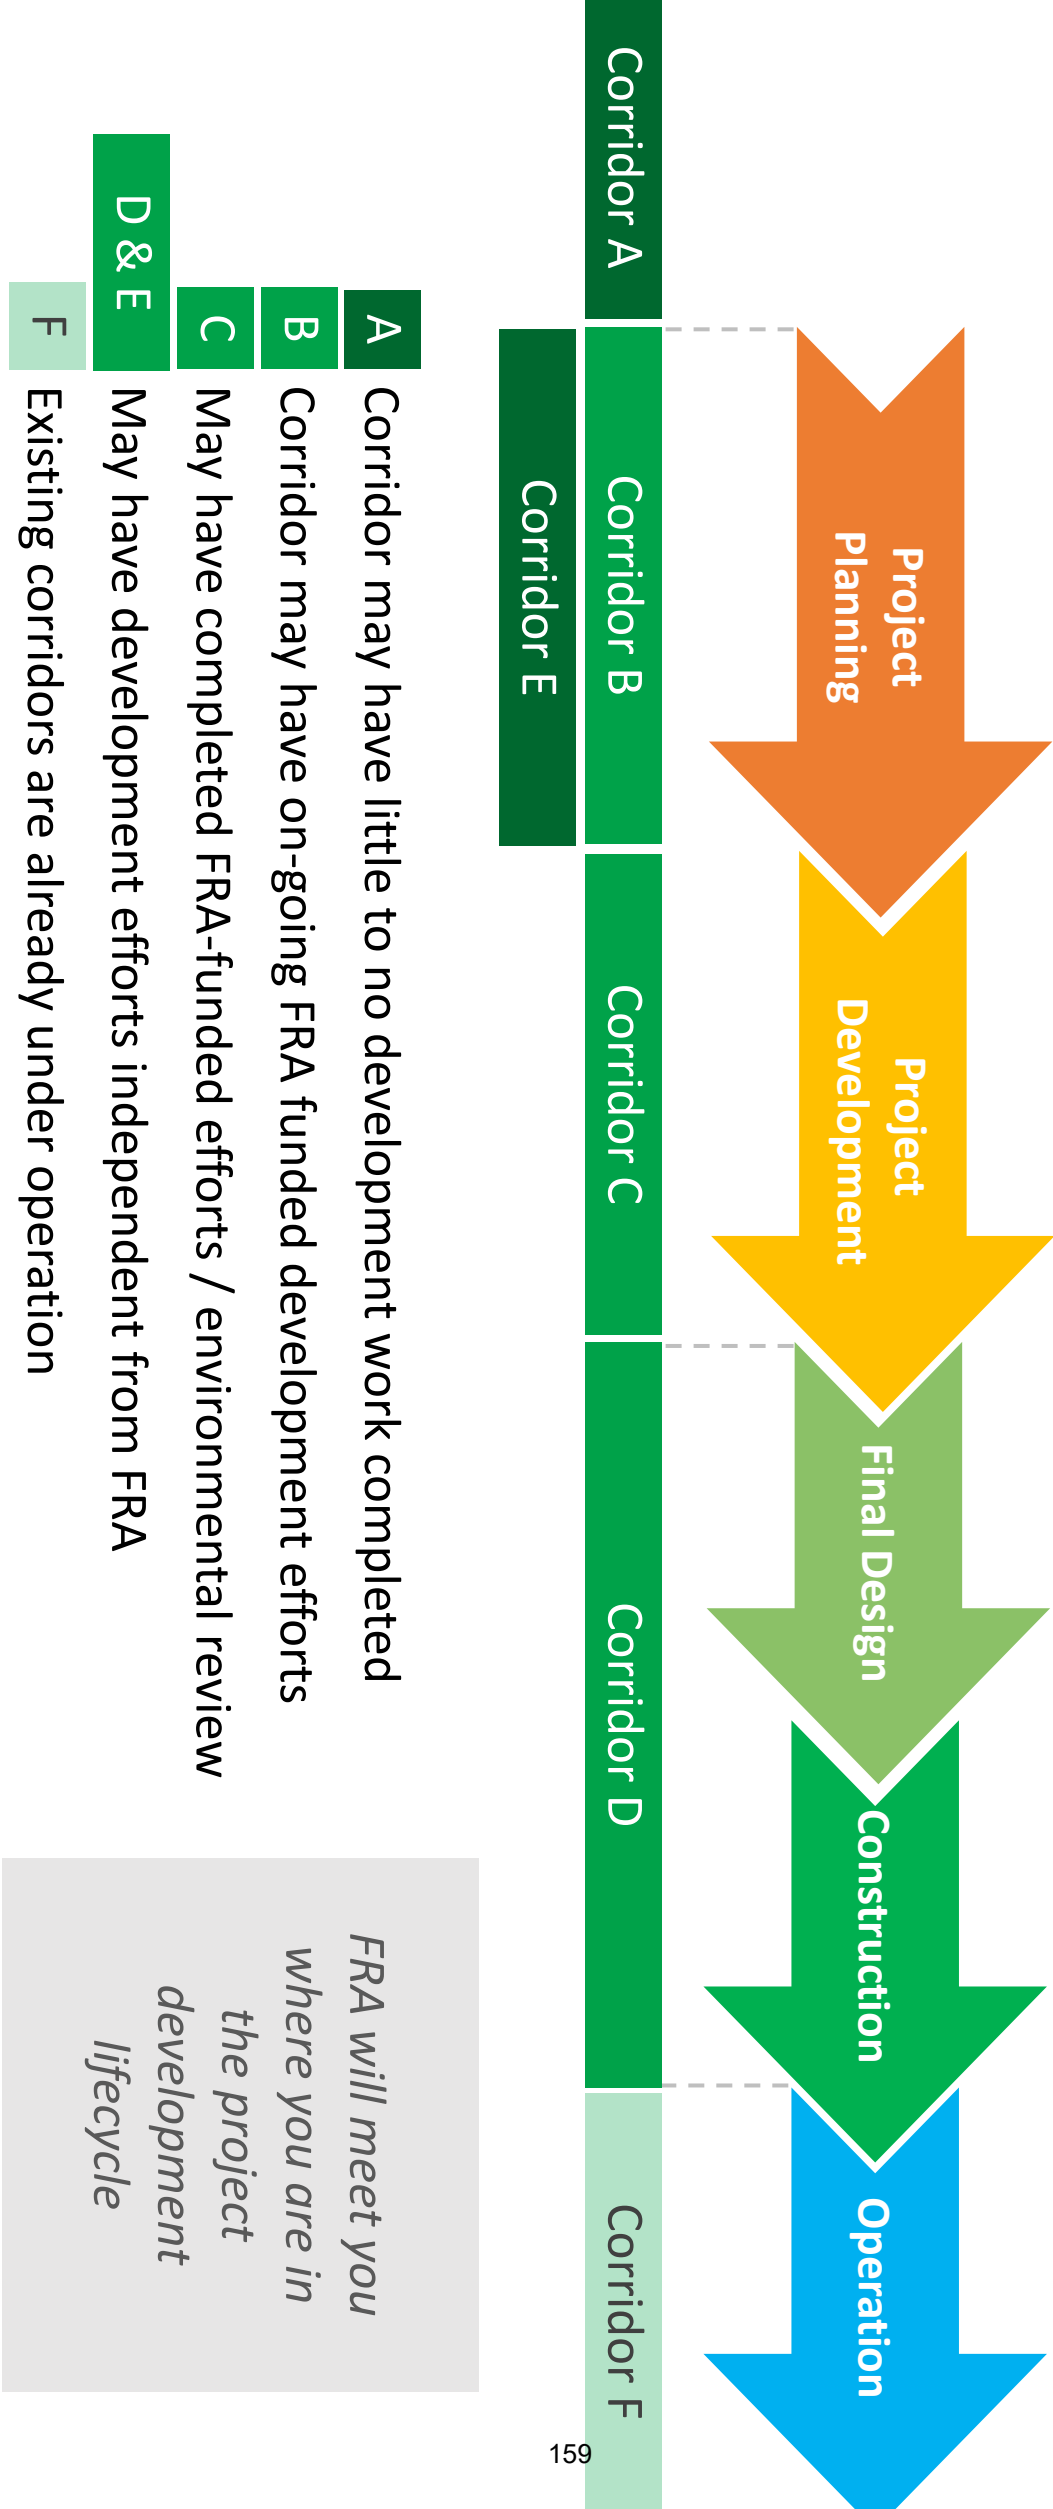 Project
Planning
Project
Development
Final Design
Construction
Operation
Corridor A
Corridor B
Corridor C
Corridor D
Corridor F
Corridor E
A
Corridor may have little to no development work completed
B
Corridor may have on-going FRA funded development efforts
C
May have completed FRA-funded efforts / environmental review
D & E
May have development efforts independent from FRA
F
Existing corridors are already under operation
FRA will meet you
where you are in
the project
development
lifecycle
159